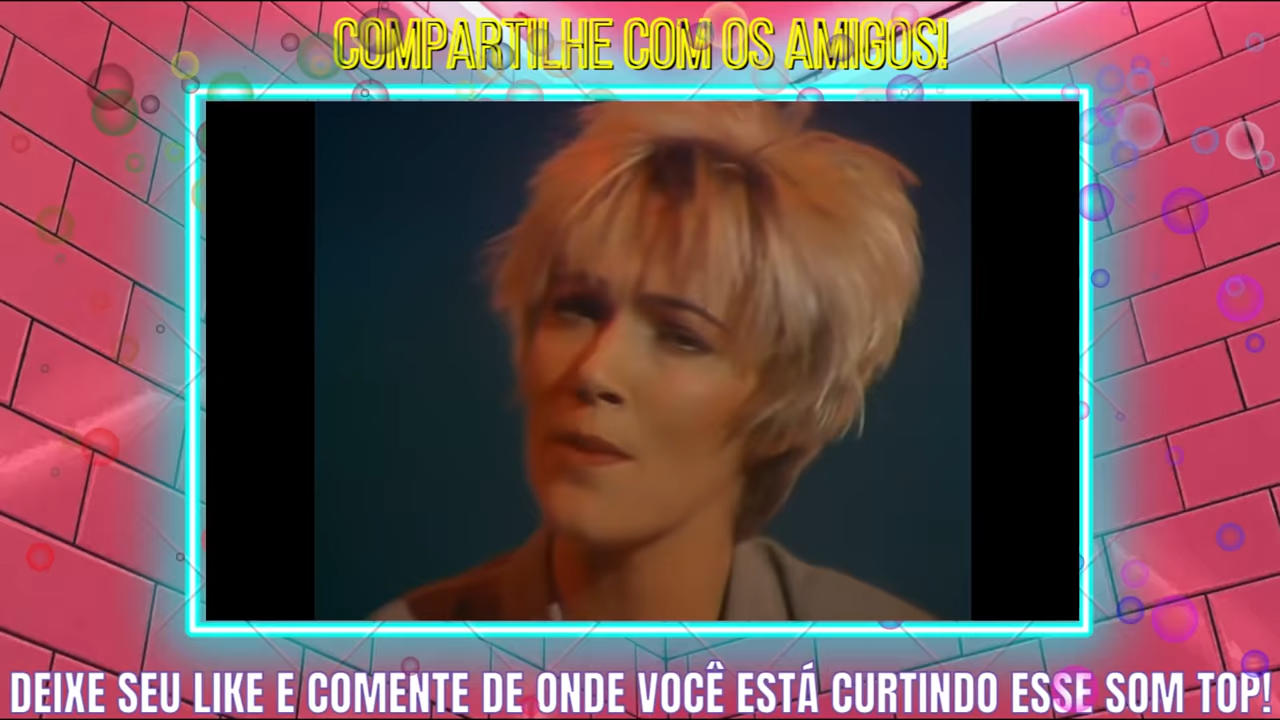 COMPARTILHE COM OS AMIGOS!
DEIXE SEU LIKE E COMENTE DE ONDE VOCÊ ESTÁ CURTINDO ESSE SOM TOP!